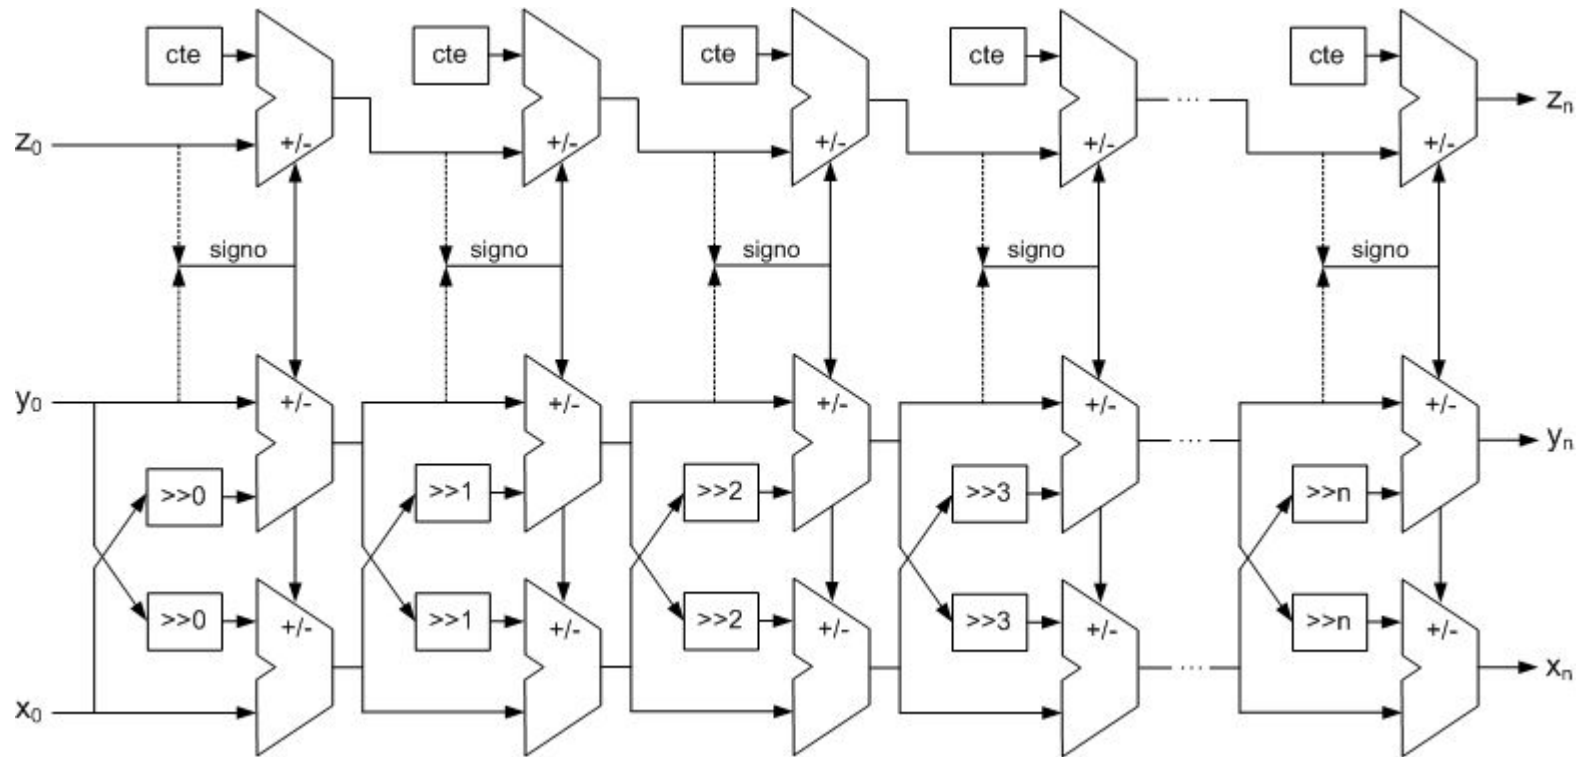 cte cte cte cte cte
z₀ +/- +/- +/- +/- ... +/- zₙ
signo signo signo signo signo
y₀ +/- +/- +/- +/- +/-
... yₙ
>>0 >>1 >>2 >>3 >>n
>>0 >>1 >>2 >>3 >>n
+/- +/- +/- +/- +/-
... xₙ
x₀